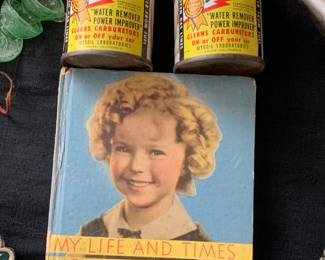 "WATER REMOVER
POWER IMPROVER
CLEANS CARBURETORS
ON or OFF your car
"WATER REMOVER
POWER IMPROVER
CLEANS CARBURETORS
ON or OFF your car
MY LIFE AND TIMES